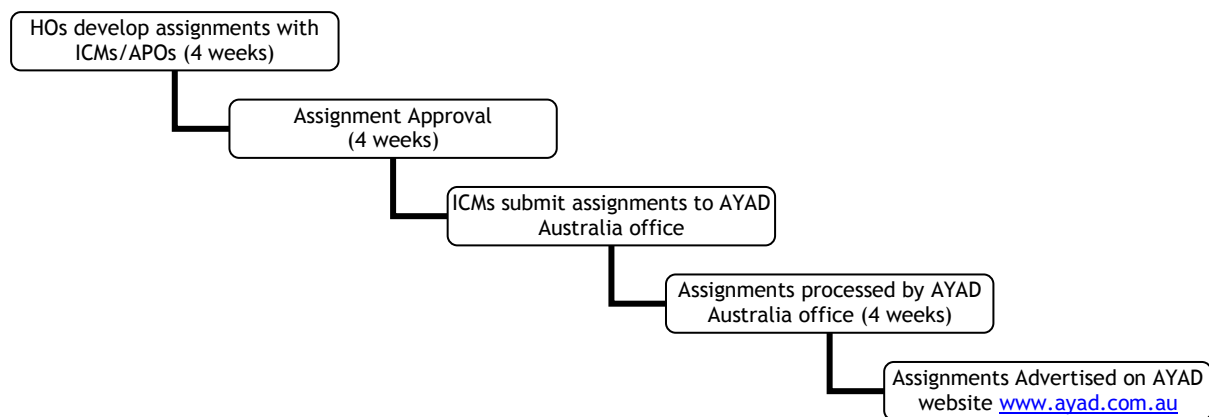 HOs develop assignments with
ICMs/APOs (4 weeks)
Assignment Approval
(4 weeks)
ICMs submit assignments to AYAD
Australia office
Assignments processed by AYAD
Australia office (4 weeks)
Assignments Advertised on AYAD
website www.ayad.com.au